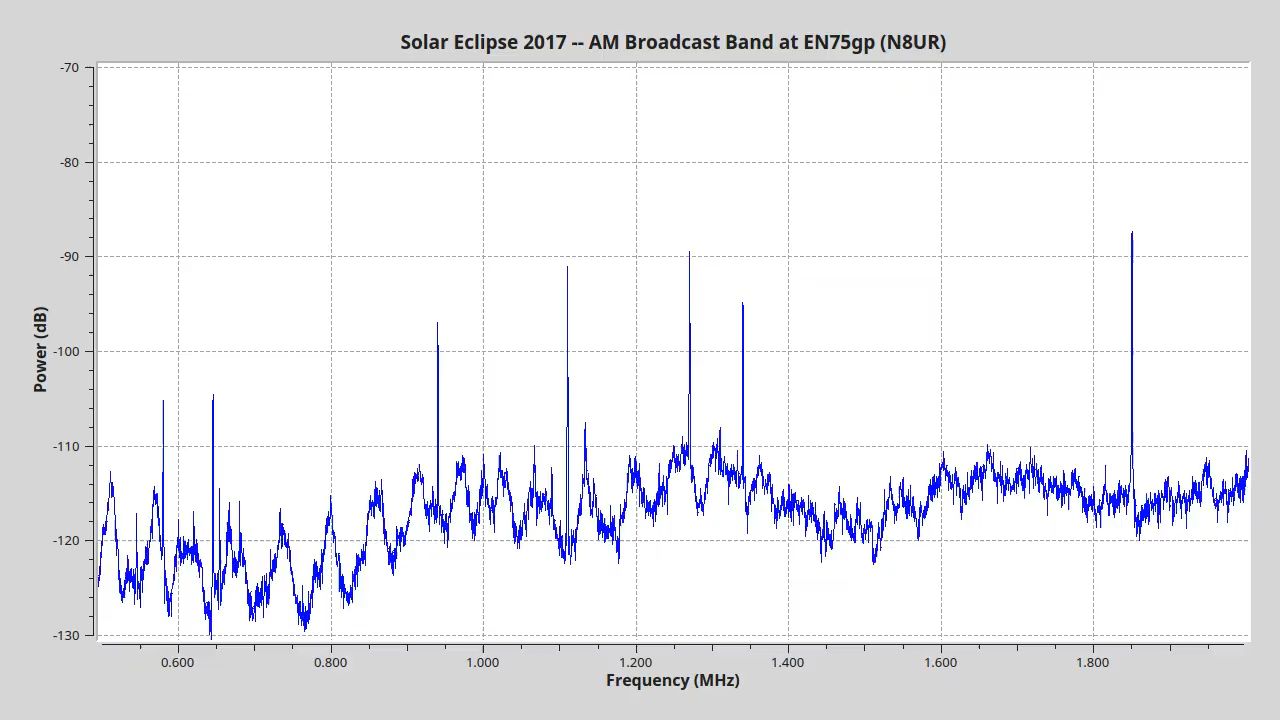 Solar Eclipse 2017 -- AM Broadcast Band at EN75gp (N8UR)
-70
-80
-90
-100
-110
-120
-130
Power (dB)
0.600 0.800 1.000 1.200 1.400 1.600 1.800
Frequency (MHz)